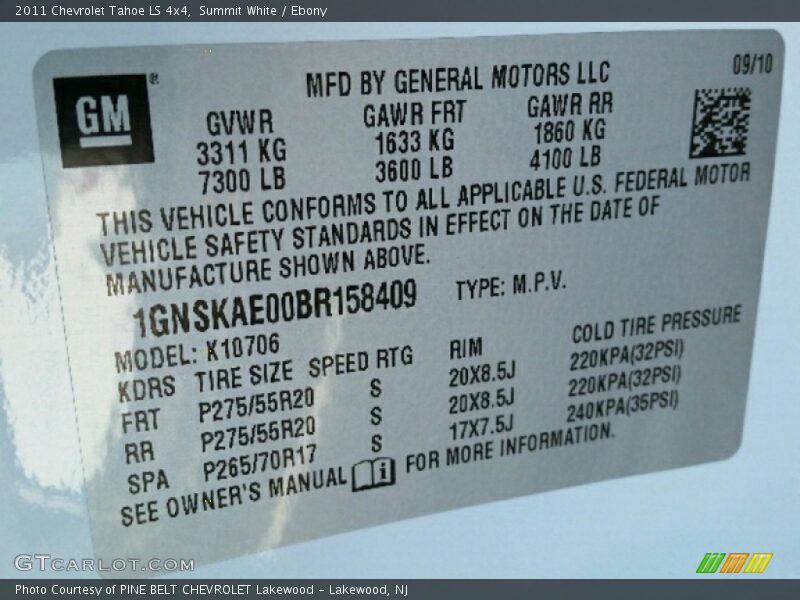 2011 Chevrolet Tahoe LS 4x4, Summit White / Ebony
GM®
MFD BY GENERAL MOTORS LLC
09/10
GVWR GAWR FRT GAWR RR
3311 KG 1633 KG 1860 KG
7300 LB 3600 LB 4100 LB
THIS VEHICLE CONFORMS TO ALL APPLICABLE U.S. FEDERAL MOTOR
VEHICLE SAFETY STANDARDS IN EFFECT ON THE DATE OF
MANUFACTURE SHOWN ABOVE.
1GNSKAE00BR158409 TYPE: M.P.V.
MODEL: K10706
KDRS TIRE SIZE SPEED RTG RIM COLD TIRE PRESSURE
FRT P275/55R20 S 20X8.5J 220KPA(32PSI)
RR P275/55R20 S 20X8.5J 220KPA(32PSI)
SPA P265/70R17 S 17X7.5J 240KPA(35PSI)
SEE OWNER'S MANUAL i FOR MORE INFORMATION.
GTCARLOT.COM
Photo Courtesy of PINE BELT CHEVROLET Lakewood - Lakewood, NJ